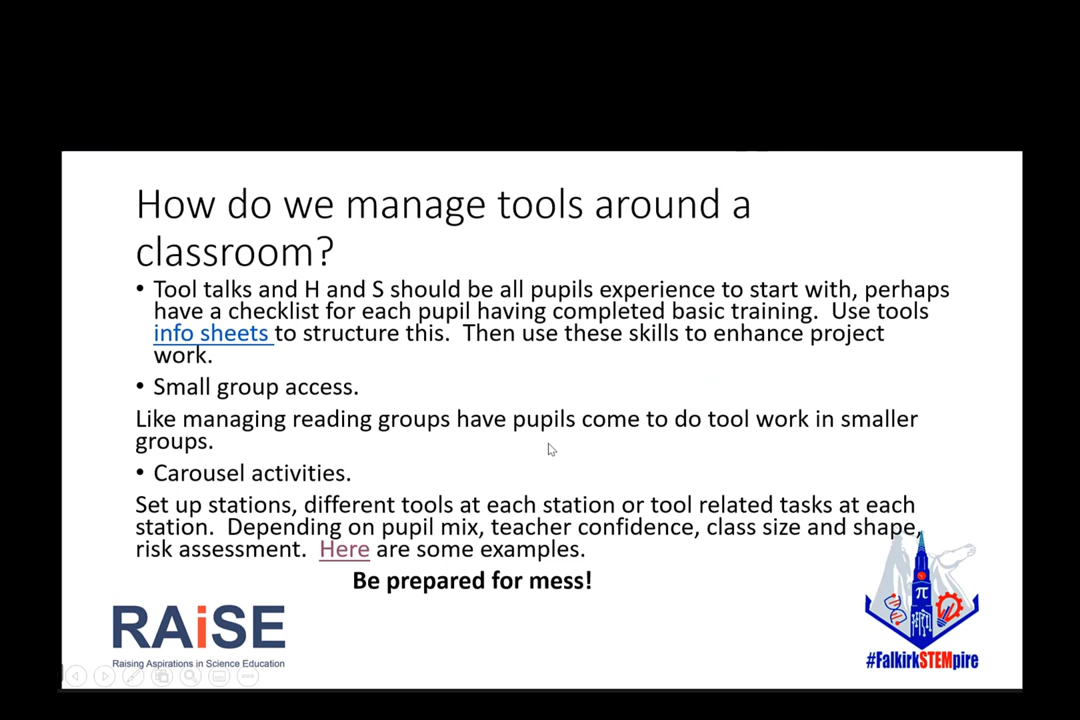 How do we manage tools around a
classroom?
• Tool talks and H and S should be all pupils experience to start with, perhaps
have a checklist for each pupil having completed basic training.  Use tools
info sheets to structure this.  Then use these skills to enhance project
work.
• Small group access.
Like managing reading groups have pupils come to do tool work in smaller
groups.
• Carousel activities.
Set up stations, different tools at each station or tool related tasks at each
station.  Depending on pupil mix, teacher confidence, class size and shape,
risk assessment.  Here are some examples.
Be prepared for mess!
RAiSE
Raising Aspirations in Science Education
π
#FalkirkSTEMpire